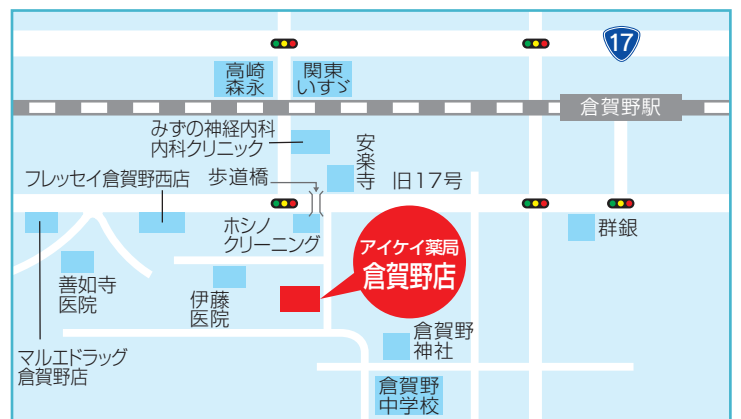 17
高崎
森永
関東
いすゞ
倉賀野駅
みずの神経内科
内科クリニック
安楽寺
フレッセイ倉賀野西店
歩道橋
旧17号
ホシノ
クリーニング
アイケイ薬局
倉賀野店
群銀
善如寺
医院
伊藤
医院
マルエドラッグ
倉賀野店
倉賀野
神社
倉賀野
中学校